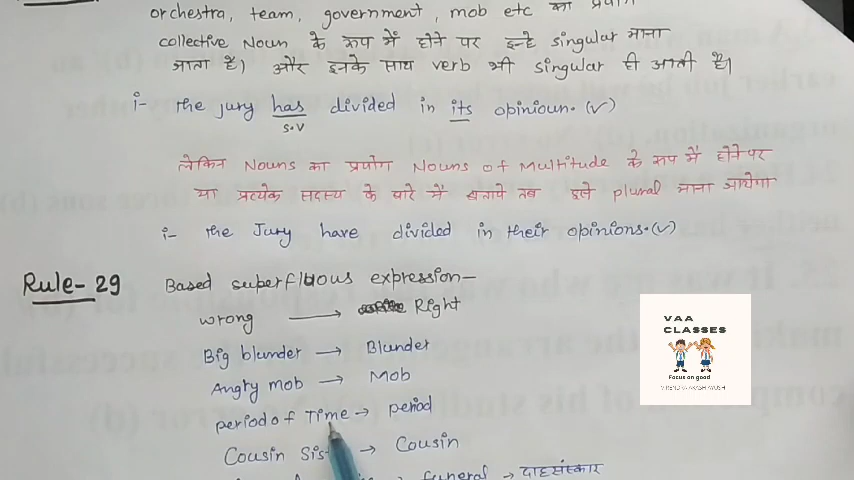 orchestra, team, government, mob etc का प्रयोग
collective Noun के रूप में होने पर इन्हे singular माना
जाता है। और इनके साथ verb भी singular ही आती है।
i- the jury has divided in its opinioun. (✓)
S.V
लेकिन Nouns का प्रयोग Nouns of Multitude के रूप में होने पर
या प्रत्येक सदस्य के बारे में बताये तब इसे plural माना जायेगा
i- the Jury have divided in their opinions. (✓)
Rule-29 Based superfluous expression-
wrong → Right
Big blunder → Blunder
Angry mob → Mob
period of Time → period
Cousin Sis → Cousin
funeral → दाहसंस्कार
VAA
CLASSES
Focus on good